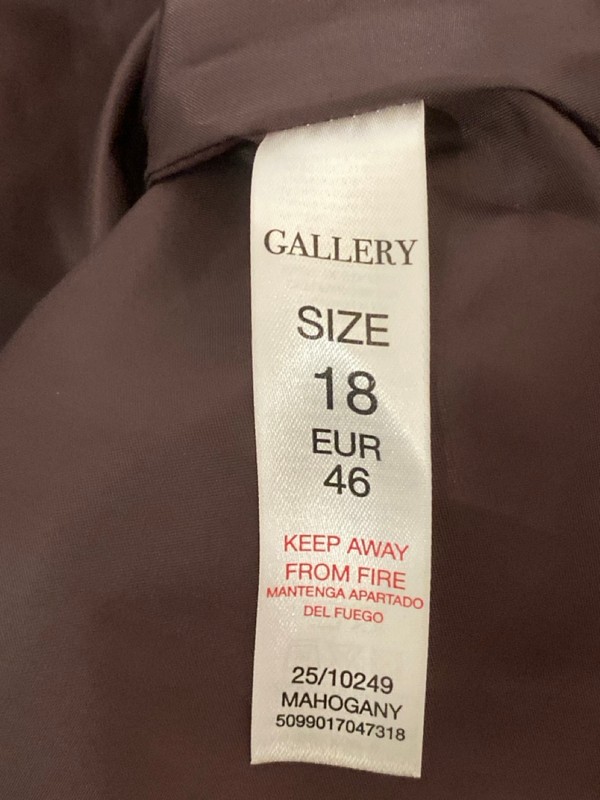 GALLERY
SIZE
18
EUR
46
KEEP AWAY
FROM FIRE
MANTENGA APARTADO
DEL FUEGO
25/10249
MAHOGANY
5099017047318